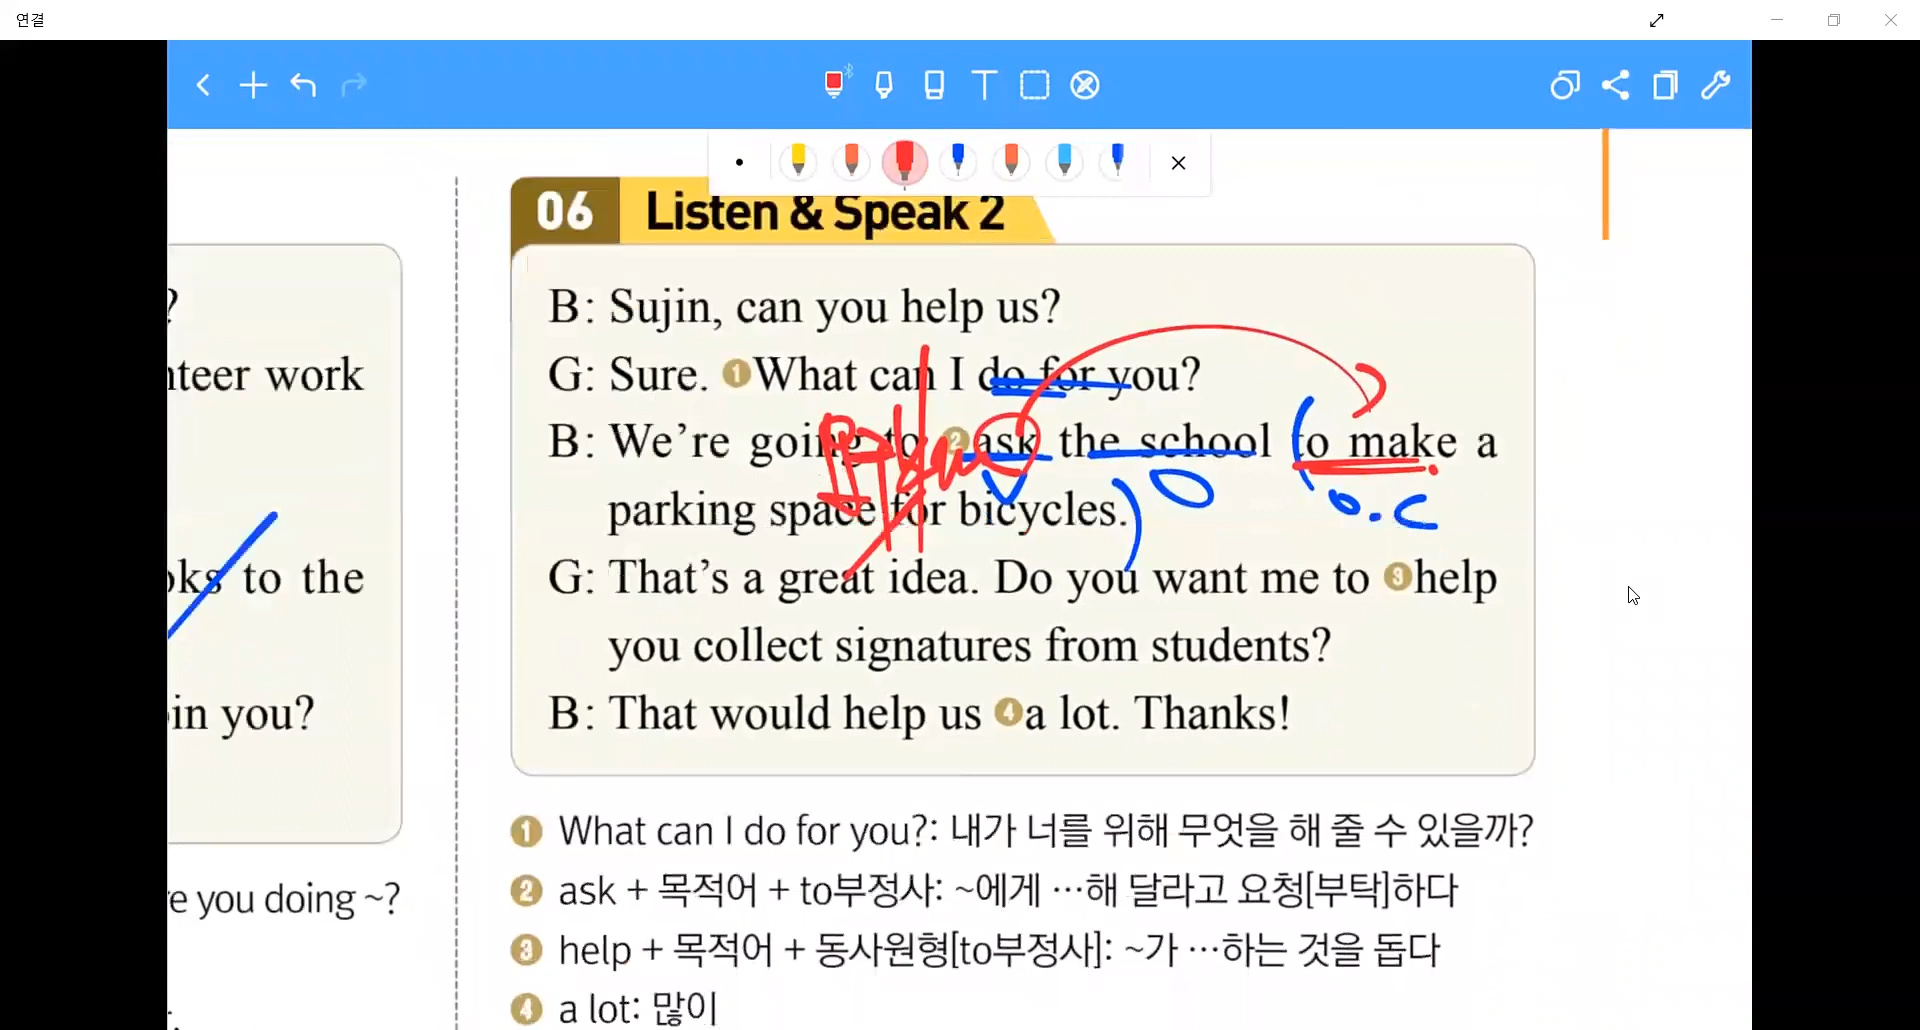 연결
T
06 Listen & Speak 2
?
nteer work
oks to the
in you?
e you doing ~?
B: Sujin, can you help us?
G: Sure. ❶What can I do for you?
B: We're going to ❷ask the school to make a
parking space for bicycles.
G: That's a great idea. Do you want me to ❸help
you collect signatures from students?
B: That would help us ❹a lot. Thanks!
V O O.C
❶ What can I do for you?: 내가 너를 위해 무엇을 해 줄 수 있을까?
❷ ask + 목적어 + to부정사: ~에게 …해 달라고 요청[부탁]하다
❸ help + 목적어 + 동사원형[to부정사]: ~가 …하는 것을 돕다
❹ a lot: 많이